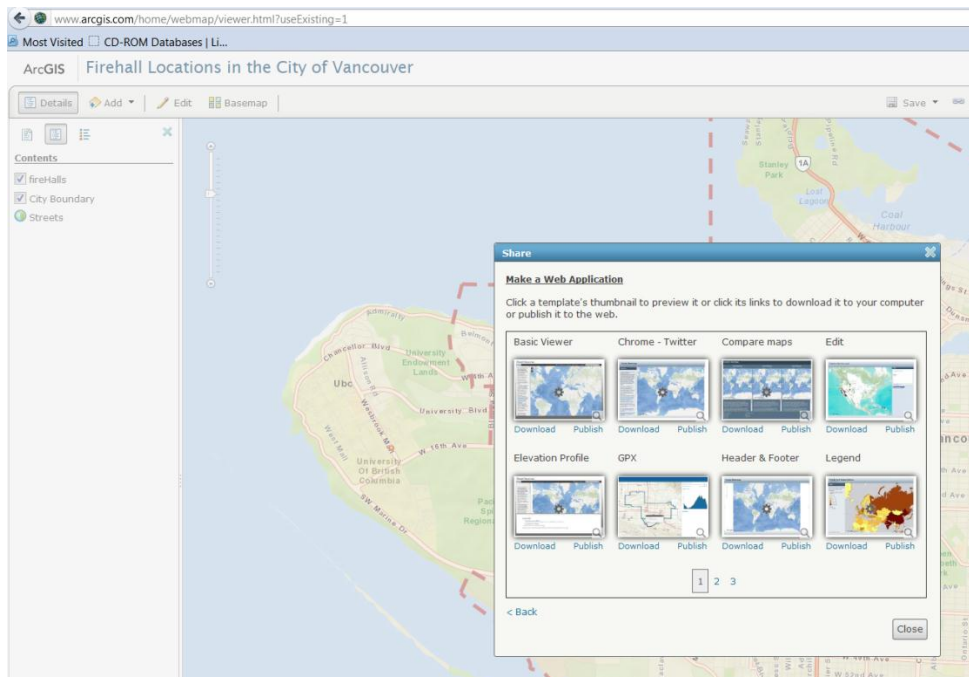 www.arcgis.com/home/webmap/viewer.html?useExisting=1
Most Visited CD-ROM Databases | Li...
ArcGIS Firehall Locations in the City of Vancouver
Details Add Edit Basemap Save
Contents
fireHalls
City Boundary
Streets
Stanley
Park
1A
Lost
Lagoon
Coal
Harbour
Share
Make a Web Application
Click a template's thumbnail to preview it or click its links to download it to your computer
or publish it to the web.
Basic Viewer Chrome - Twitter Compare maps Edit
Download Publish Download Publish Download Publish Download Publish
Elevation Profile GPX Header & Footer Legend
Download Publish Download Publish Download Publish Download Publish
1 2 3
< Back
Close
Admiralty
Chancellor Blvd
University
Endowment
Lands
Allison Rd
Ubc
Wesbrook Mall
University Blvd
West Mall
W 16th Ave
University
Of British
Columbia
SW Marine Dr